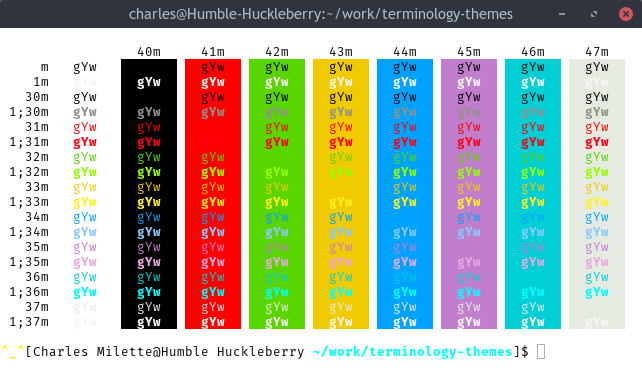 charles@Humble-Huckleberry:~/work/terminology-themes
40m 41m 42m 43m 44m 45m 46m 47m
m gYw gYw gYw gYw gYw gYw gYw gYw
1m gYw gYw gYw gYw gYw gYw gYw gYw gYw
30m gYw gYw gYw gYw gYw gYw gYw gYw
1;30m gYw gYw gYw gYw gYw gYw gYw gYw gYw
31m gYw gYw gYw gYw gYw gYw gYw gYw
1;31m gYw gYw gYw gYw gYw gYw gYw gYw
32m gYw gYw gYw gYw gYw gYw gYw gYw
1;32m gYw gYw gYw gYw gYw gYw gYw gYw gYw
33m gYw gYw gYw gYw gYw gYw gYw gYw
1;33m gYw gYw gYw gYw gYw gYw gYw gYw gYw
34m gYw gYw gYw gYw gYw gYw gYw gYw
1;34m gYw gYw gYw gYw gYw gYw gYw gYw gYw
35m gYw gYw gYw gYw gYw gYw gYw gYw
1;35m gYw gYw gYw gYw gYw gYw gYw gYw gYw
36m gYw gYw gYw gYw gYw gYw gYw gYw
1;36m gYw gYw gYw gYw gYw gYw gYw gYw gYw
37m gYw gYw gYw gYw gYw gYw gYw gYw
1;37m gYw gYw gYw gYw gYw gYw gYw gYw gYw
^_^[Charles Milette@Humble Huckleberry ~/work/terminology-themes]$